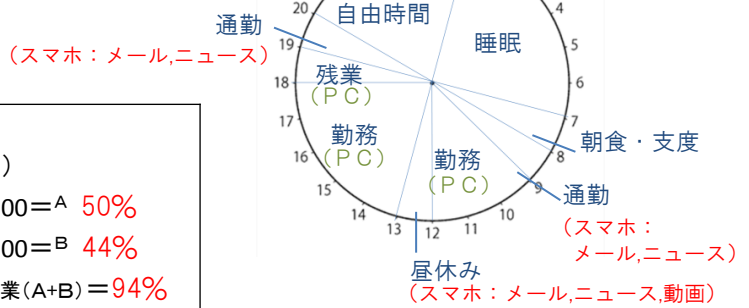 20
自由時間
4
通勤
睡眠
19
5
（スマホ：メール,ニュース）
残業
（ＰＣ）
18
6
17
7
勤務
（ＰＣ）
朝食・支度
16
勤務
（ＰＣ）
8
）
15
9
通勤
00＝A 50%
14
10
13
12
11
（スマホ：
メール,ニュース）
00＝B 44%
昼休み
業(A+B)＝94%
（スマホ：メール,ニュース,動画）